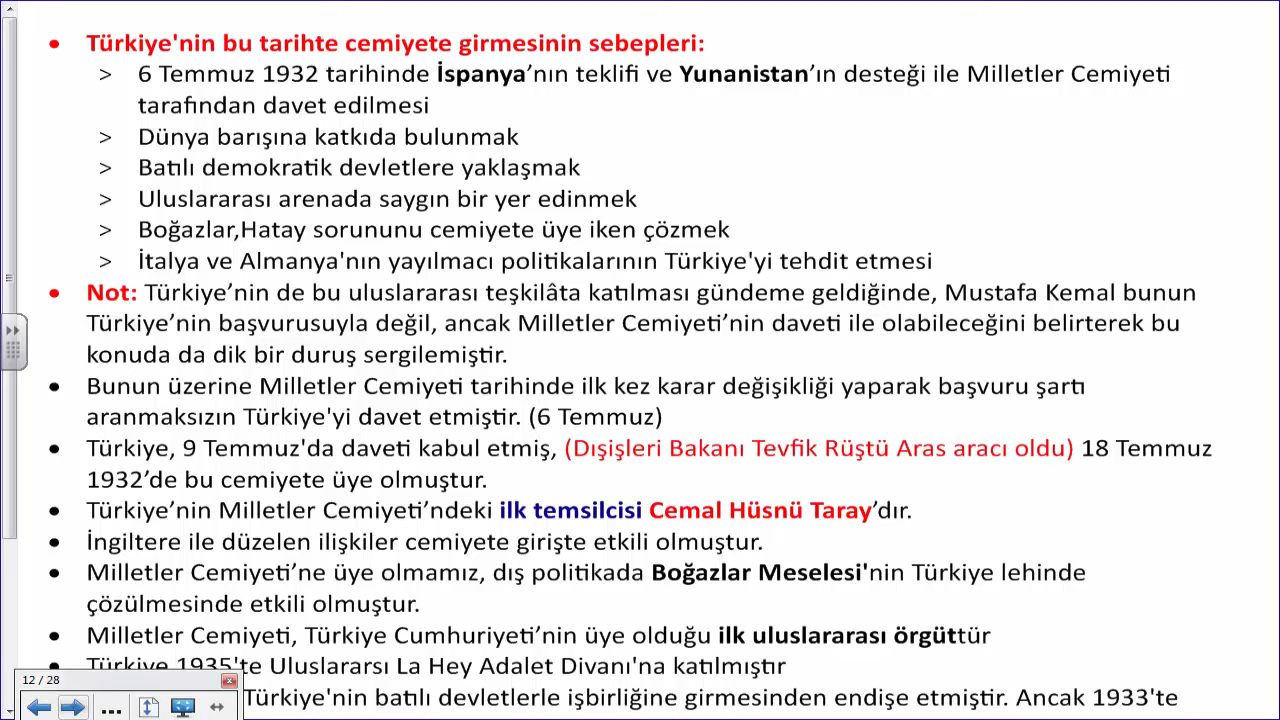 • Türkiye'nin bu tarihte cemiyete girmesinin sebepleri:
> 6 Temmuz 1932 tarihinde İspanya’nın teklifi ve Yunanistan’ın desteği ile Milletler Cemiyeti
tarafından davet edilmesi
> Dünya barışına katkıda bulunmak
> Batılı demokratik devletlere yaklaşmak
> Uluslararası arenada saygın bir yer edinmek
> Boğazlar,Hatay sorununu cemiyete üye iken çözmek
> İtalya ve Almanya'nın yayılmacı politikalarının Türkiye'yi tehdit etmesi
• Not: Türkiye’nin de bu uluslararası teşkilâta katılması gündeme geldiğinde, Mustafa Kemal bunun
Türkiye’nin başvurusuyla değil, ancak Milletler Cemiyeti’nin daveti ile olabileceğini belirterek bu
konuda da dik bir duruş sergilemiştir.
• Bunun üzerine Milletler Cemiyeti tarihinde ilk kez karar değişikliği yaparak başvuru şartı
aranmaksızın Türkiye'yi davet etmiştir. (6 Temmuz)
• Türkiye, 9 Temmuz'da daveti kabul etmiş, (Dışişleri Bakanı Tevfik Rüştü Aras aracı oldu) 18 Temmuz
1932’de bu cemiyete üye olmuştur.
• Türkiye’nin Milletler Cemiyeti’ndeki ilk temsilcisi Cemal Hüsnü Taray’dır.
• İngiltere ile düzelen ilişkiler cemiyete girişte etkili olmuştur.
• Milletler Cemiyeti’ne üye olmamız, dış politikada Boğazlar Meselesi'nin Türkiye lehinde
çözülmesinde etkili olmuştur.
• Milletler Cemiyeti, Türkiye Cumhuriyeti’nin üye olduğu ilk uluslararası örgüttür
• Türkiye 1935'te Uluslararsı La Hey Adalet Divanı'na katılmıştır
12 / 28
Türkiye'nin batılı devletlerle işbirliğine girmesinden endişe etmiştir. Ancak 1933'te